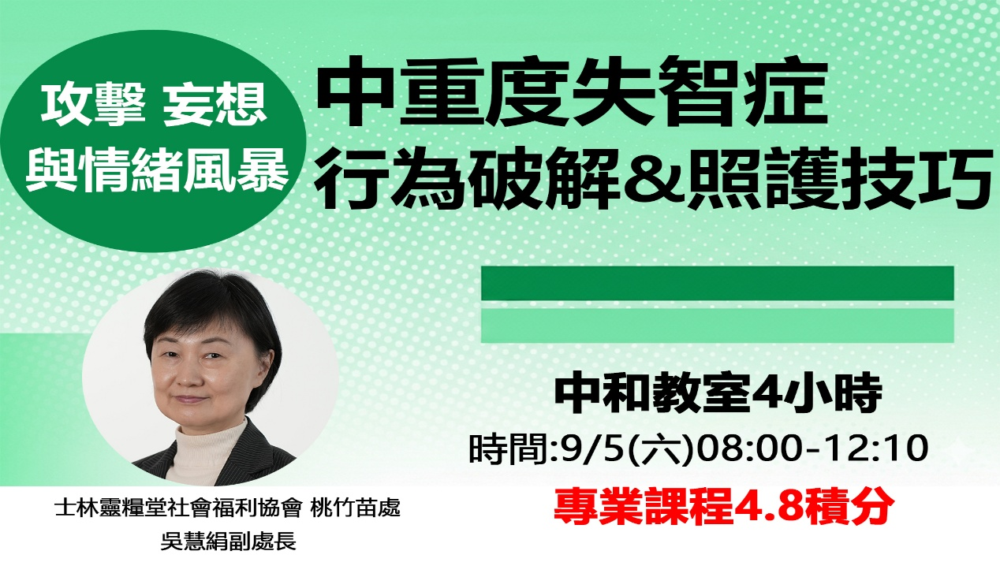 攻擊 妄想
與情緒風暴
中重度失智症
行為破解&照護技巧
中和教室4小時
時間:9/5(六)08:00-12:10
專業課程4.8積分
士林靈糧堂社會福利協會 桃竹苗處
吳慧絹副處長